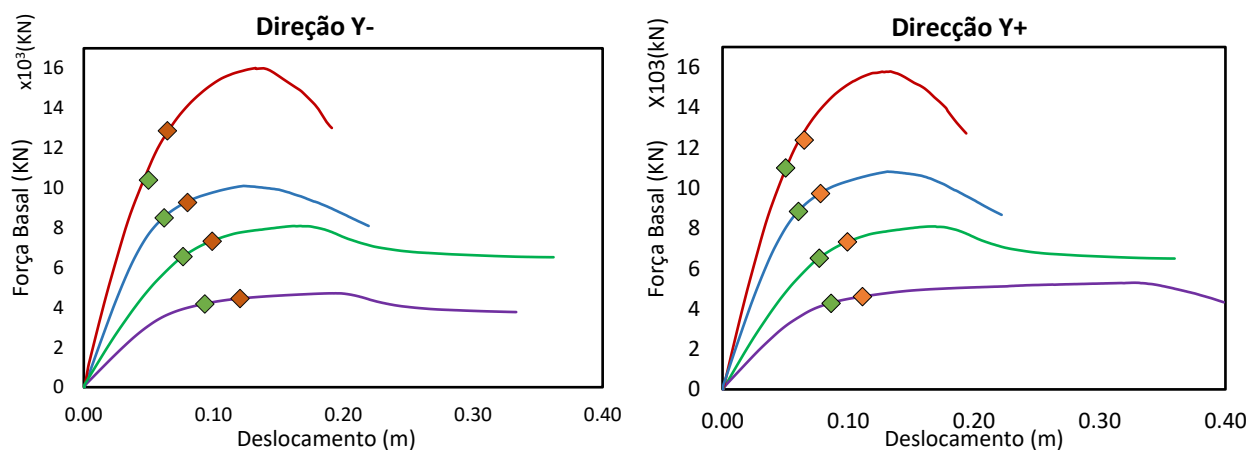 Direção Y-
x10³(KN)
Força Basal (KN)
16
14
12
10
8
6
4
2
0
0.00 0.10 0.20 0.30 0.40
Deslocamento (m)
Direcção Y+
X103(kN)
Força Basal (KN)
16
14
12
10
8
6
4
2
0
0.00 0.10 0.20 0.30 0.40
Deslocamento (m)